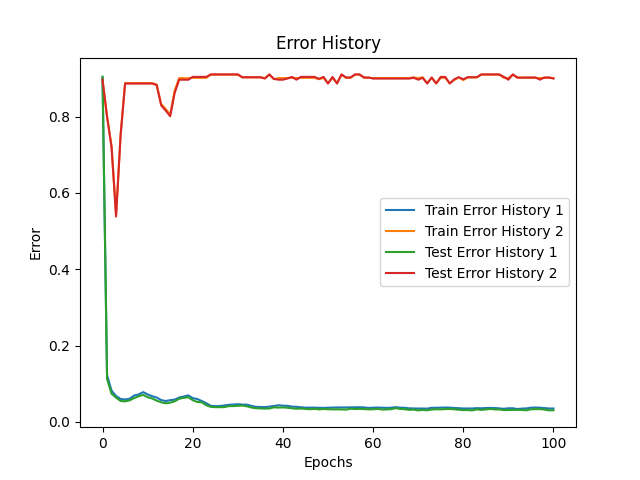 Error History
Error
0.8
0.6
0.4
0.2
0.0
Train Error History 1
Train Error History 2
Test Error History 1
Test Error History 2
0 20 40 60 80 100
Epochs